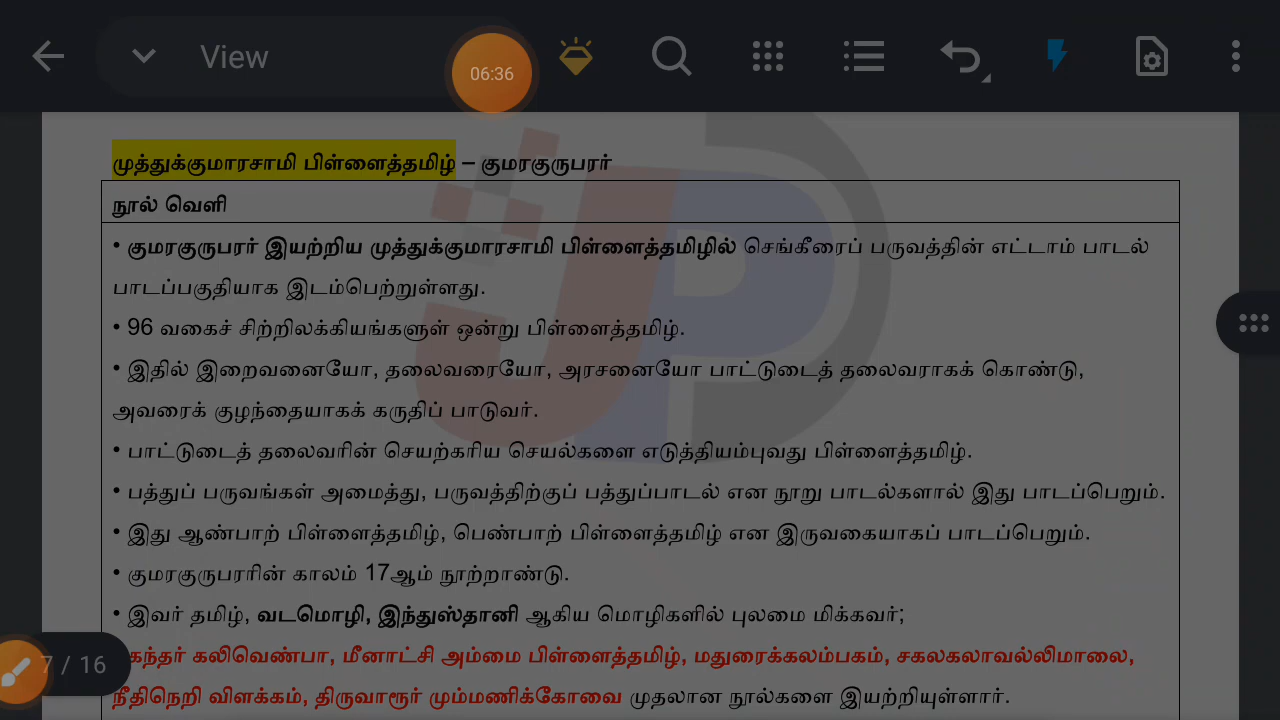 View
06:36
முத்துக்குமாரசாமி பிள்ளைத்தமிழ் – குமரகுருபரர்
நூல் வெளி
• குமரகுருபரர் இயற்றிய முத்துக்குமாரசாமி பிள்ளைத்தமிழில் செங்கீரைப் பருவத்தின் எட்டாம் பாடல்
பாடப்பகுதியாக இடம்பெற்றுள்ளது.
• 96 வகைச் சிற்றிலக்கியங்களுள் ஒன்று பிள்ளைத்தமிழ்.
• இதில் இறைவனையோ, தலைவரையோ, அரசனையோ பாட்டுடைத் தலைவராகக் கொண்டு,
அவரைக் குழந்தையாகக் கருதிப் பாடுவர்.
• பாட்டுடைத் தலைவரின் செயற்கரிய செயல்களை எடுத்தியம்புவது பிள்ளைத்தமிழ்.
• பத்துப் பருவங்கள் அமைத்து, பருவத்திற்குப் பத்துப்பாடல் என நூறு பாடல்களால் இது பாடப்பெறும்.
• இது ஆண்பாற் பிள்ளைத்தமிழ், பெண்பாற் பிள்ளைத்தமிழ் என இருவகையாகப் பாடப்பெறும்.
• குமரகுருபரரின் காலம் 17ஆம் நூற்றாண்டு.
• இவர் தமிழ், வடமொழி, இந்துஸ்தானி ஆகிய மொழிகளில் புலமை மிக்கவர்;
கந்தர் கலிவெண்பா, மீனாட்சி அம்மை பிள்ளைத்தமிழ், மதுரைக்கலம்பகம், சகலகலாவல்லிமாலை,
7 / 16
நீதிநெறி விளக்கம், திருவாரூர் மும்மணிக்கோவை முதலான நூல்களை இயற்றியுள்ளார்.